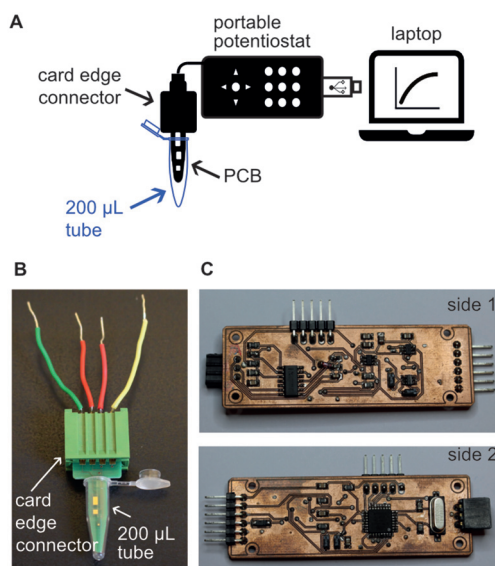 A
portable
potentiostat
laptop
card edge
connector
PCB
200 µL
tube
B
card
edge
connector
200 µL
tube
C
side 1
side 2